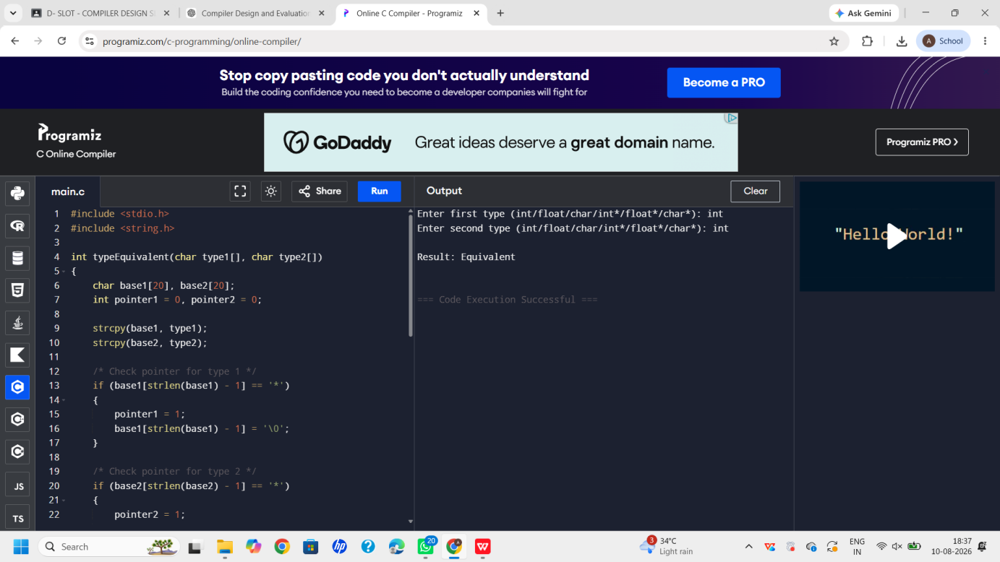 D- SLOT - COMPILER DESIGN S
Compiler Design and Evaluation
Online C Compiler - Programiz
Ask Gemini
programiz.com/c-programming/online-compiler/
A
School
Stop copy pasting code you don't actually understand
Build the coding confidence you need to become a developer companies will fight for
Become a PRO
Programiz
C Online Compiler
GoDaddy
Great ideas deserve a great domain name.
Programiz PRO >
main.c
Share
Run
Output
Clear
1 #include <stdio.h>
2 #include <string.h>
3
4 int typeEquivalent(char type1[], char type2[])
5 {
6 char base1[20], base2[20];
7 int pointer1 = 0, pointer2 = 0;
8
9 strcpy(base1, type1);
10 strcpy(base2, type2);
11
12 /* Check pointer for type 1 */
13 if (base1[strlen(base1) - 1] == '*')
14 {
15 pointer1 = 1;
16 base1[strlen(base1) - 1] = '\0';
17 }
18
19 /* Check pointer for type 2 */
20 if (base2[strlen(base2) - 1] == '*')
21 {
22 pointer2 = 1;
Enter first type (int/float/char/int*/float*/char*): int
Enter second type (int/float/char/int*/float*/char*): int
Result: Equivalent
=== Code Execution Successful ===
"Hello World!"
JS
TS
Search
20
3
34°C
Light rain
ENG
IN
18:37
10-08-2026